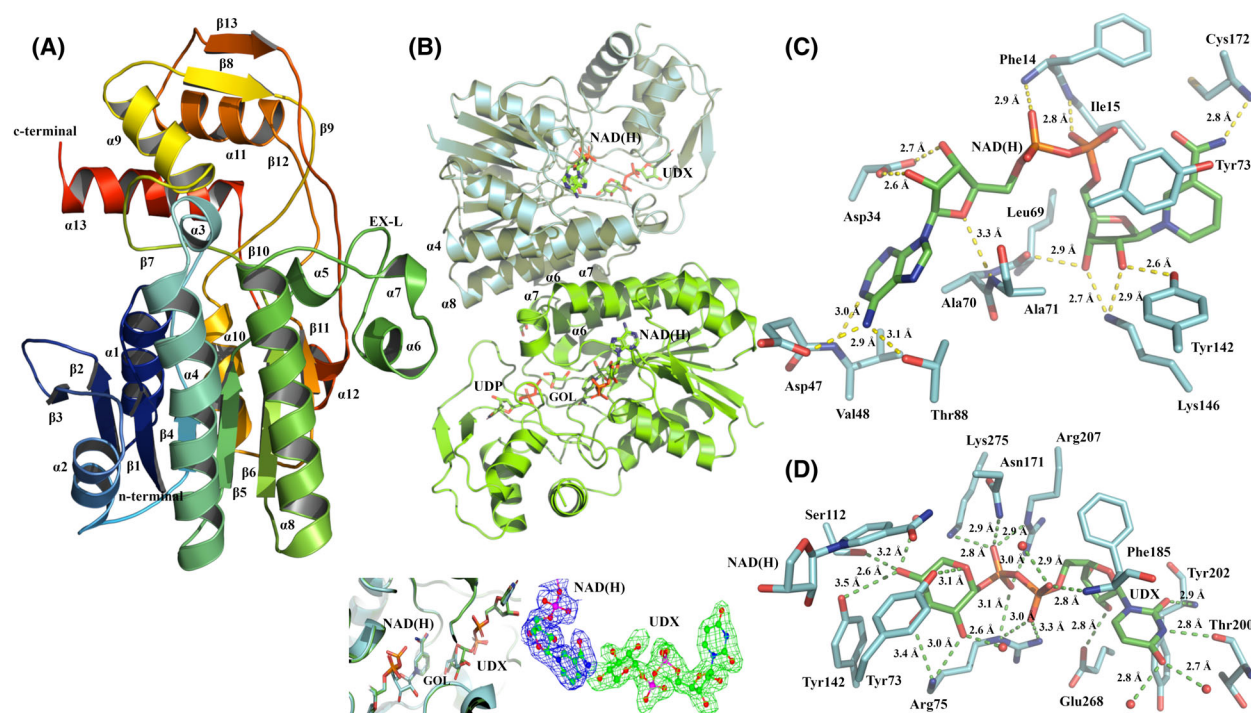 (A)
β13
β8
α9
α11
β9
β12
c-terminal
α13
α3
β10
EX-L
β7
α5
α7
α1
α10
β11
α6
β2
α4
β3
α12
α2
β1
β4
n-terminal
β6
β5
α8
(B)
NAD(H)
UDX
α4
α8
α6
α7
α7
α6
NAD(H)
UDP
GOL
NAD(H)
GOL
UDX
NAD(H)
UDX
(C)
Cys172
Phe14
2.9 Å
2.8 Å
Ile15
2.8 Å
NAD(H)
2.7 Å
Tyr73
2.6 Å
Asp34
Leu69
3.3 Å
2.9 Å
2.6 Å
Ala70
Ala71
2.7 Å
2.9 Å
3.0 Å
2.9 Å
3.1 Å
Tyr142
Asp47
Val48
Thr88
Lys146
(D)
Lys275
Arg207
Asn171
Ser112
2.9 Å
2.9 Å
NAD(H)
3.2 Å
2.8 Å
3.0 Å
2.9 Å
Phe185
2.6 Å
3.1 Å
Tyr202
3.5 Å
2.8 Å
UDX
2.9 Å
3.1 Å
3.0 Å
3.3 Å
2.8 Å
2.8 Å
Thr200
2.6 Å
3.0 Å
3.4 Å
2.7 Å
2.8 Å
Tyr142
Tyr73
Arg75
Glu268